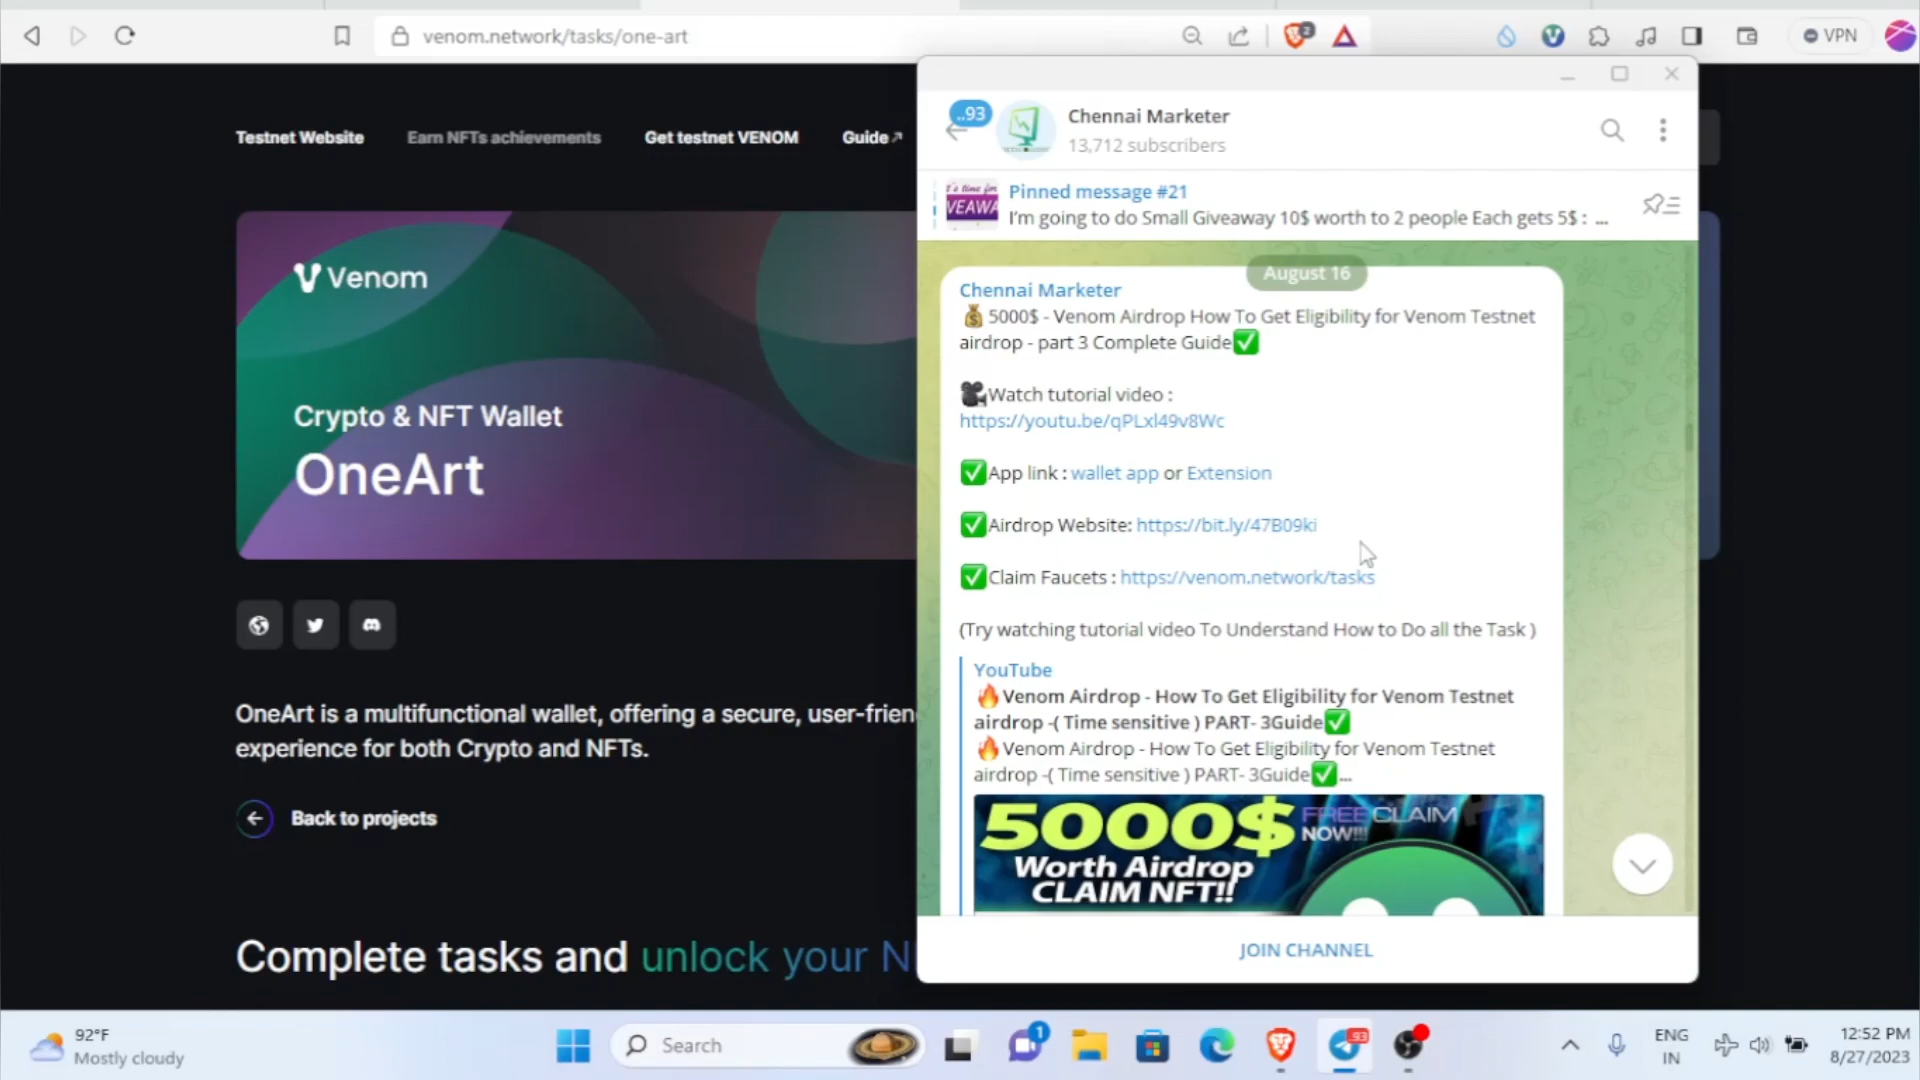 venom.network/tasks/one-art
2
VPN
Testnet Website
Earn NFTs achievements
Get testnet VENOM
Guide
Venom
Crypto & NFT Wallet
OneArt
OneArt is a multifunctional wallet, offering a secure, user-frien
experience for both Crypto and NFTs.
Back to projects
Complete tasks and unlock your N
..93
Chennai Marketer
13,712 subscribers
Pinned message #21
I'm going to do Small Giveaway 10$ worth to 2 people Each gets 5$ : ...
August 16
Chennai Marketer
💰 5000$ - Venom Airdrop How To Get Eligibility for Venom Testnet
airdrop - part 3 Complete Guide✅
🎥Watch tutorial video :
https://youtu.be/qPLxl49v8Wc
✅App link : wallet app or Extension
✅Airdrop Website: https://bit.ly/47B09ki
✅Claim Faucets : https://venom.network/tasks
(Try watching tutorial video To Understand How to Do all the Task )
YouTube
🔥Venom Airdrop - How To Get Eligibility for Venom Testnet
airdrop -( Time sensitive ) PART- 3Guide✅
🔥Venom Airdrop - How To Get Eligibility for Venom Testnet
airdrop -( Time sensitive ) PART- 3Guide✅...
5000$ FREE CLAIM
NOW!!!
Worth Airdrop
CLAIM NFT!!
JOIN CHANNEL
92°F
Mostly cloudy
Search
1
93
ENG
IN
12:52 PM
8/27/2023